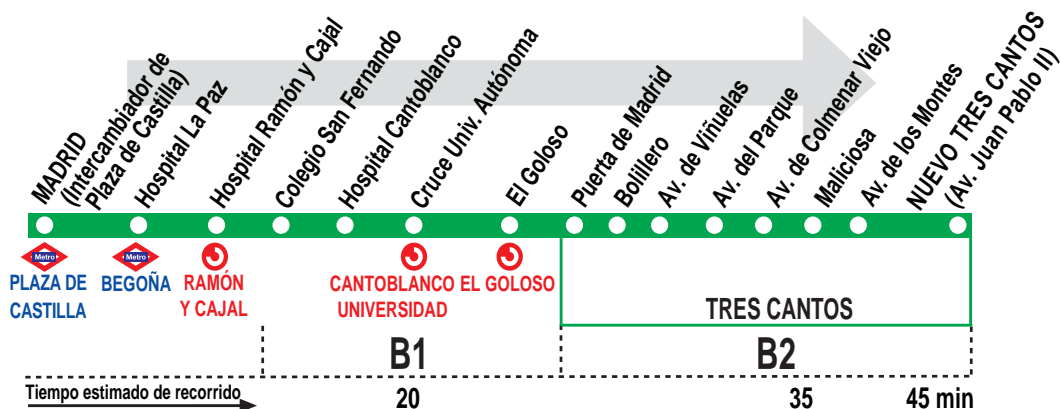 MADRID
(Intercambiador de
Plaza de Castilla)
Hospital La Paz
Hospital Ramón y Cajal
Colegio San Fernando
Hospital Cantoblanco
Cruce Univ. Autónoma
El Goloso
Puerta de Madrid
Bolillero
Av. de Viñuelas
Av. del Parque
Av. de Colmenar Viejo
Maliciosa
Av. de los Montes
NUEVO TRES CANTOS
(Av. Juan Pablo II)
Metro
PLAZA DE
CASTILLA
Metro
BEGOÑA
RAMÓN
Y CAJAL
CANTOBLANCO
UNIVERSIDAD
EL GOLOSO
TRES CANTOS
B1
B2
Tiempo estimado de recorrido
20
35
45 min